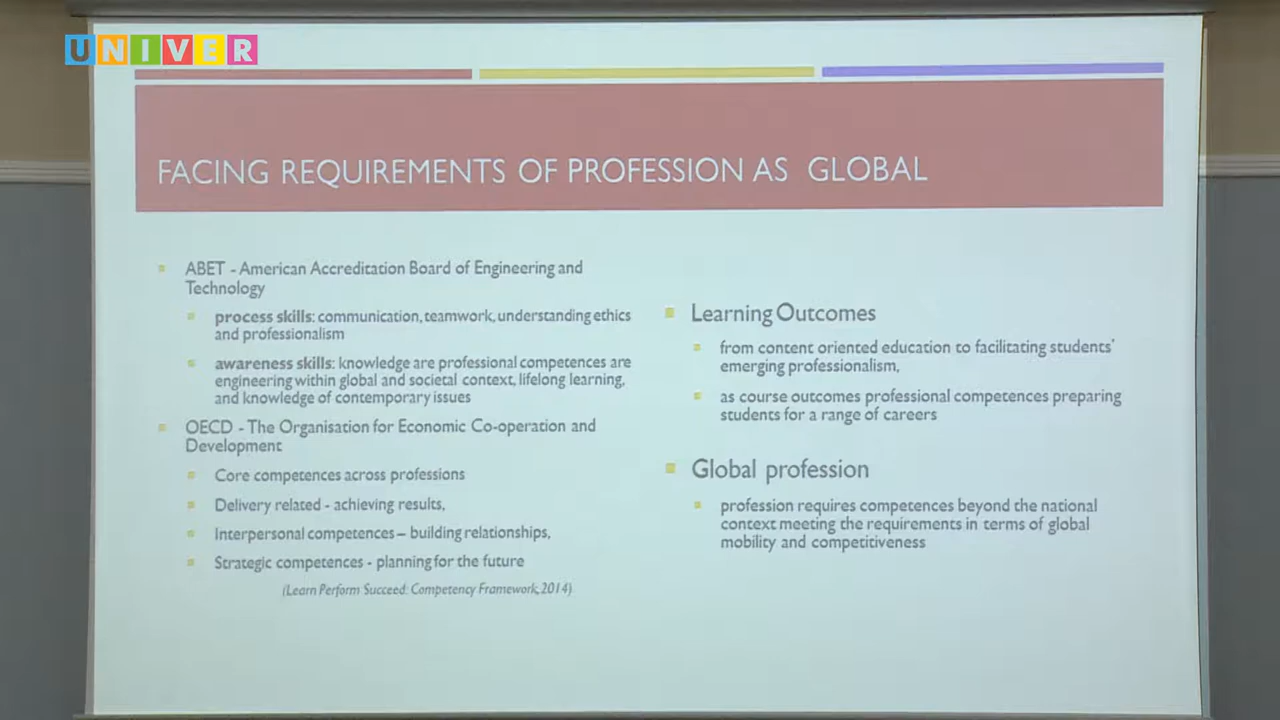 UNIVER
FACING REQUIREMENTS OF PROFESSION AS GLOBAL
ABET - American Accreditation Board of Engineering and
Technology
process skills: communication, teamwork, understanding ethics
and professionalism
awareness skills: knowledge are professional competences are
engineering within global and societal context, lifelong learning,
and knowledge of contemporary issues
OECD - The Organisation for Economic Co-operation and
Development
Core competences across professions
Delivery related - achieving results,
Interpersonal competences – building relationships,
Strategic competences - planning for the future
(Learn Perform Succeed: Competency Framework, 2014)
Learning Outcomes
from content oriented education to facilitating students'
emerging professionalism,
as course outcomes professional competences preparing
students for a range of careers
Global profession
profession requires competences beyond the national
context meeting the requirements in terms of global
mobility and competitiveness